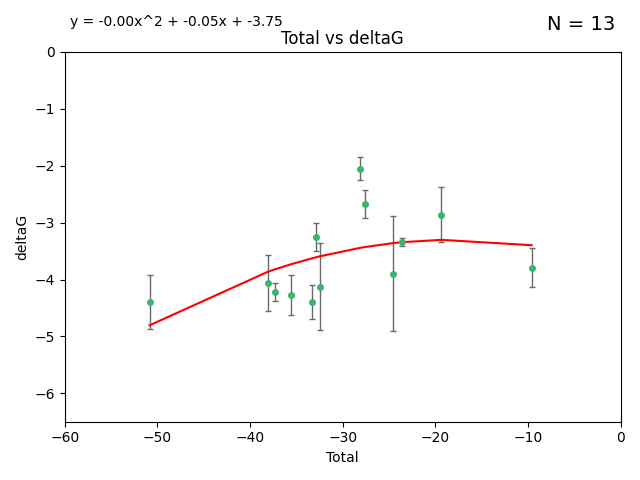 y = -0.00x^2 + -0.05x + -3.75
N = 13
Total vs deltaG
0
−1
−2
−3
−4
−5
−6
deltaG
−60 −50 −40 −30 −20 −10 0
Total